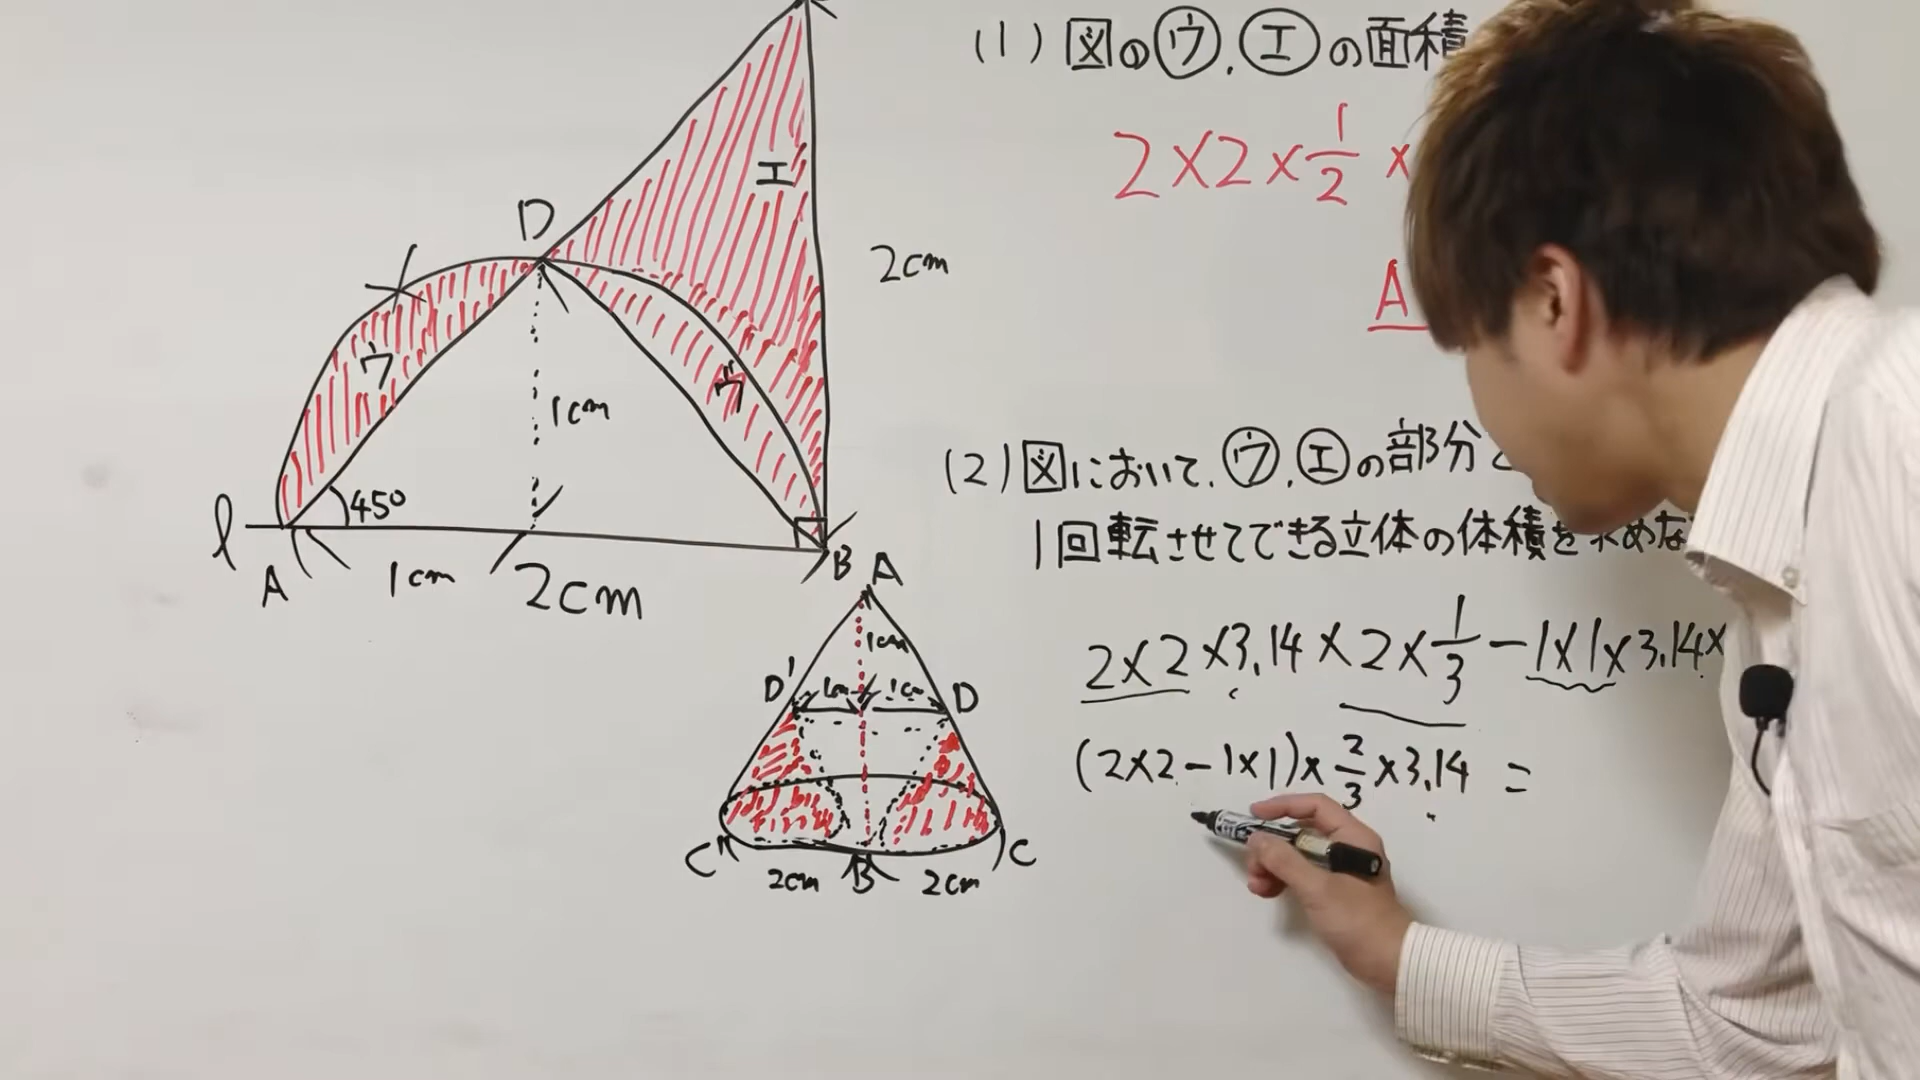 (1) 図の㋒, ㋓の面積
2×2×1/2 ×
A
(2) 図において, ㋒, ㋓の部分
1回転させてできる立体の体積を求めな
2×2×3.14×2×1/3-1×1×3.14×
(2×2-1×1)×2/3×3.14 =
D
エ
2cm
ウ
ウ
1cm
45°
l
A
1cm
2cm
B
A
1cm
D'
1cm
1cm
D
C'
2cm
B
2cm
C